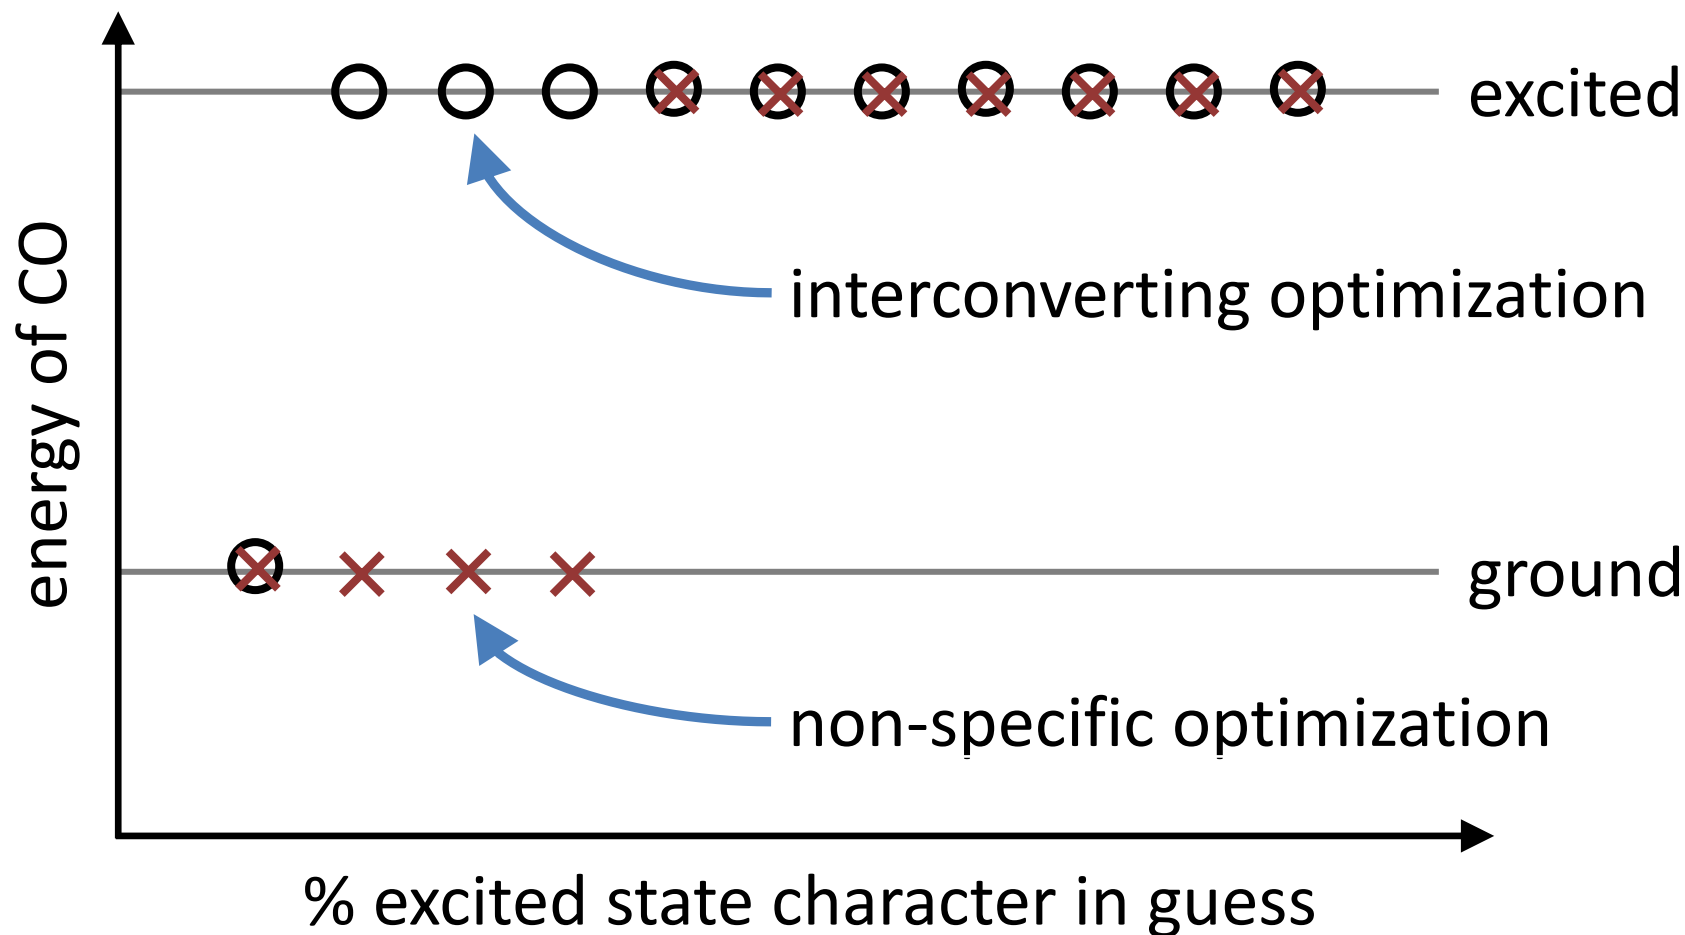 excited
interconverting optimization
energy of CO
ground
non-specific optimization
% excited state character in guess